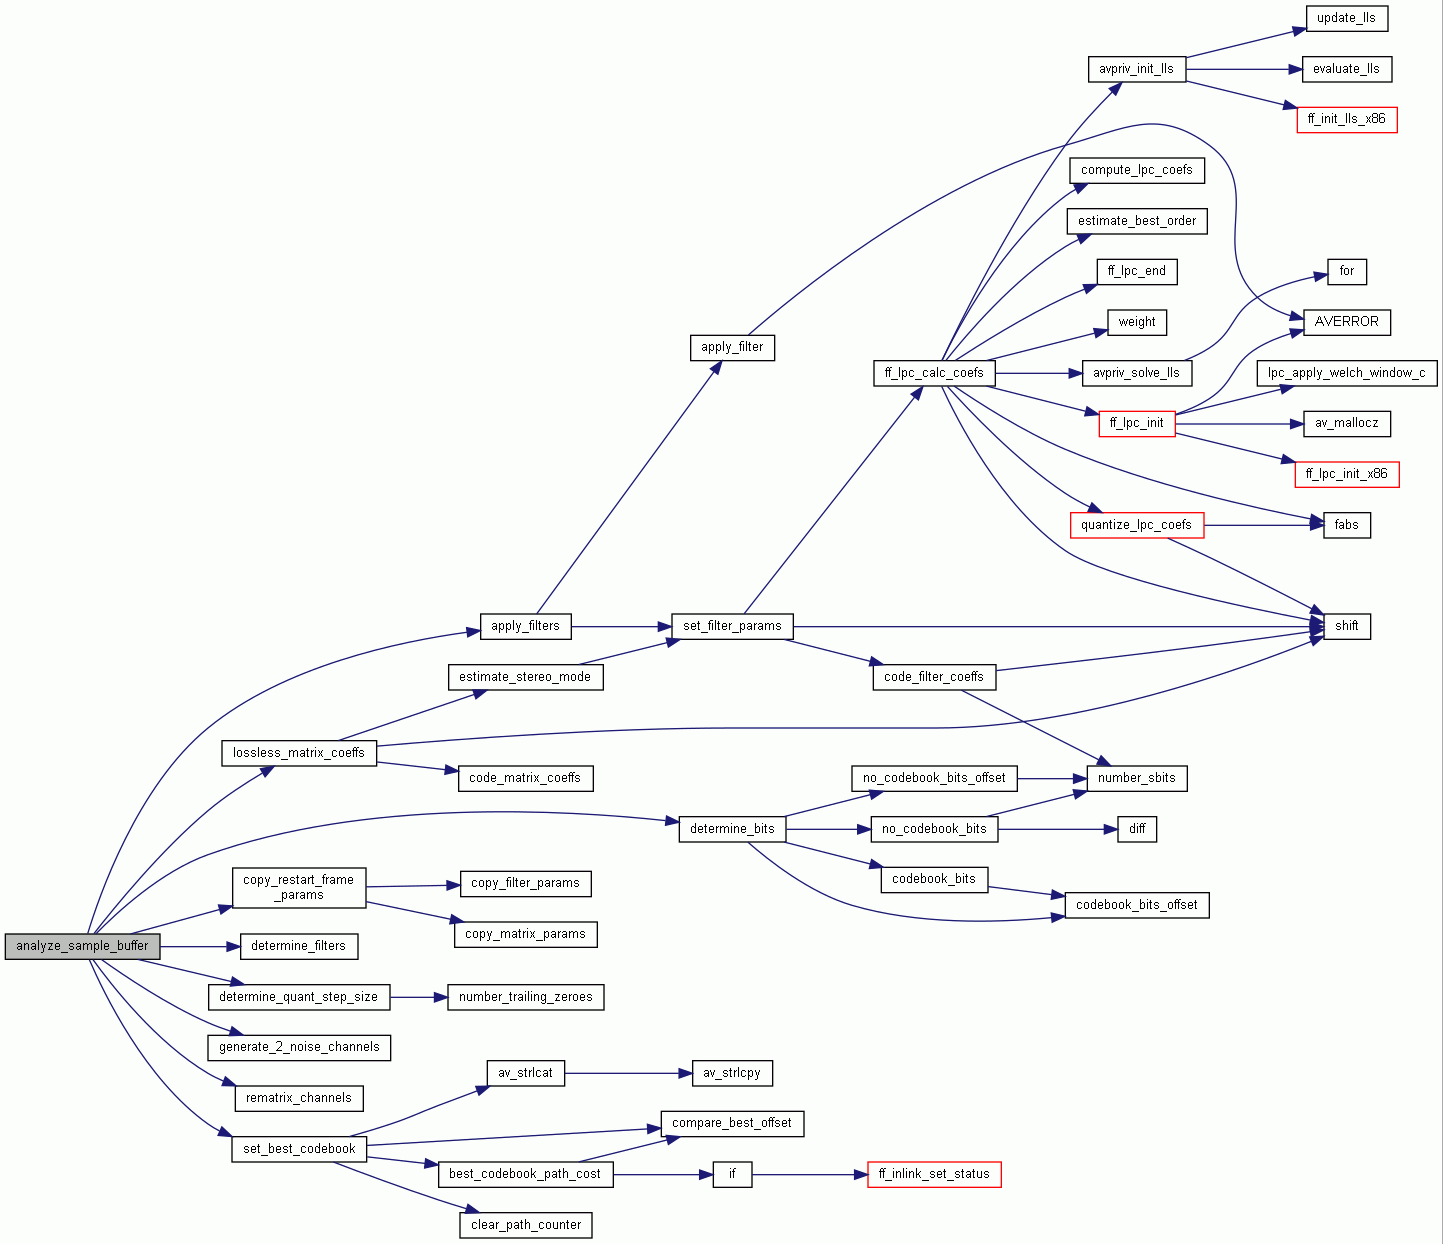 update_lls
avpriv_init_lls
evaluate_lls
ff_init_lls_x86
compute_lpc_coefs
estimate_best_order
ff_lpc_end
for
weight
AVERROR
apply_filter
ff_lpc_calc_coefs
avpriv_solve_lls
lpc_apply_welch_window_c
ff_lpc_init
av_mallocz
ff_lpc_init_x86
quantize_lpc_coefs
fabs
apply_filters
set_filter_params
shift
estimate_stereo_mode
code_filter_coeffs
lossless_matrix_coeffs
code_matrix_coeffs
no_codebook_bits_offset
number_sbits
determine_bits
no_codebook_bits
diff
copy_restart_frame
_params
copy_filter_params
codebook_bits
codebook_bits_offset
copy_matrix_params
analyze_sample_buffer
determine_filters
determine_quant_step_size
number_trailing_zeroes
generate_2_noise_channels
av_strlcat
av_strlcpy
rematrix_channels
compare_best_offset
set_best_codebook
best_codebook_path_cost
if
ff_inlink_set_status
clear_path_counter